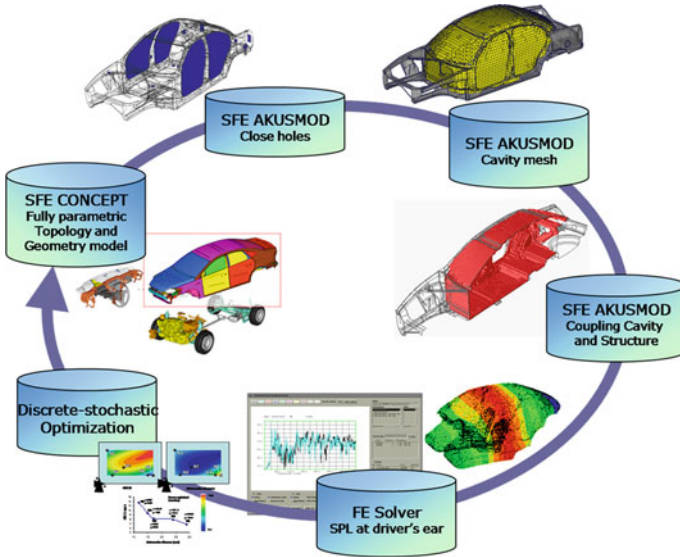 SFE AKUSMOD
Close holes
SFE AKUSMOD
Cavity mesh
SFE CONCEPT
Fully parametric
Topology and
Geometry model
SFE AKUSMOD
Coupling Cavity
and Structure
Discrete-stochastic
Optimization
FE Solver
SPL at driver's ear